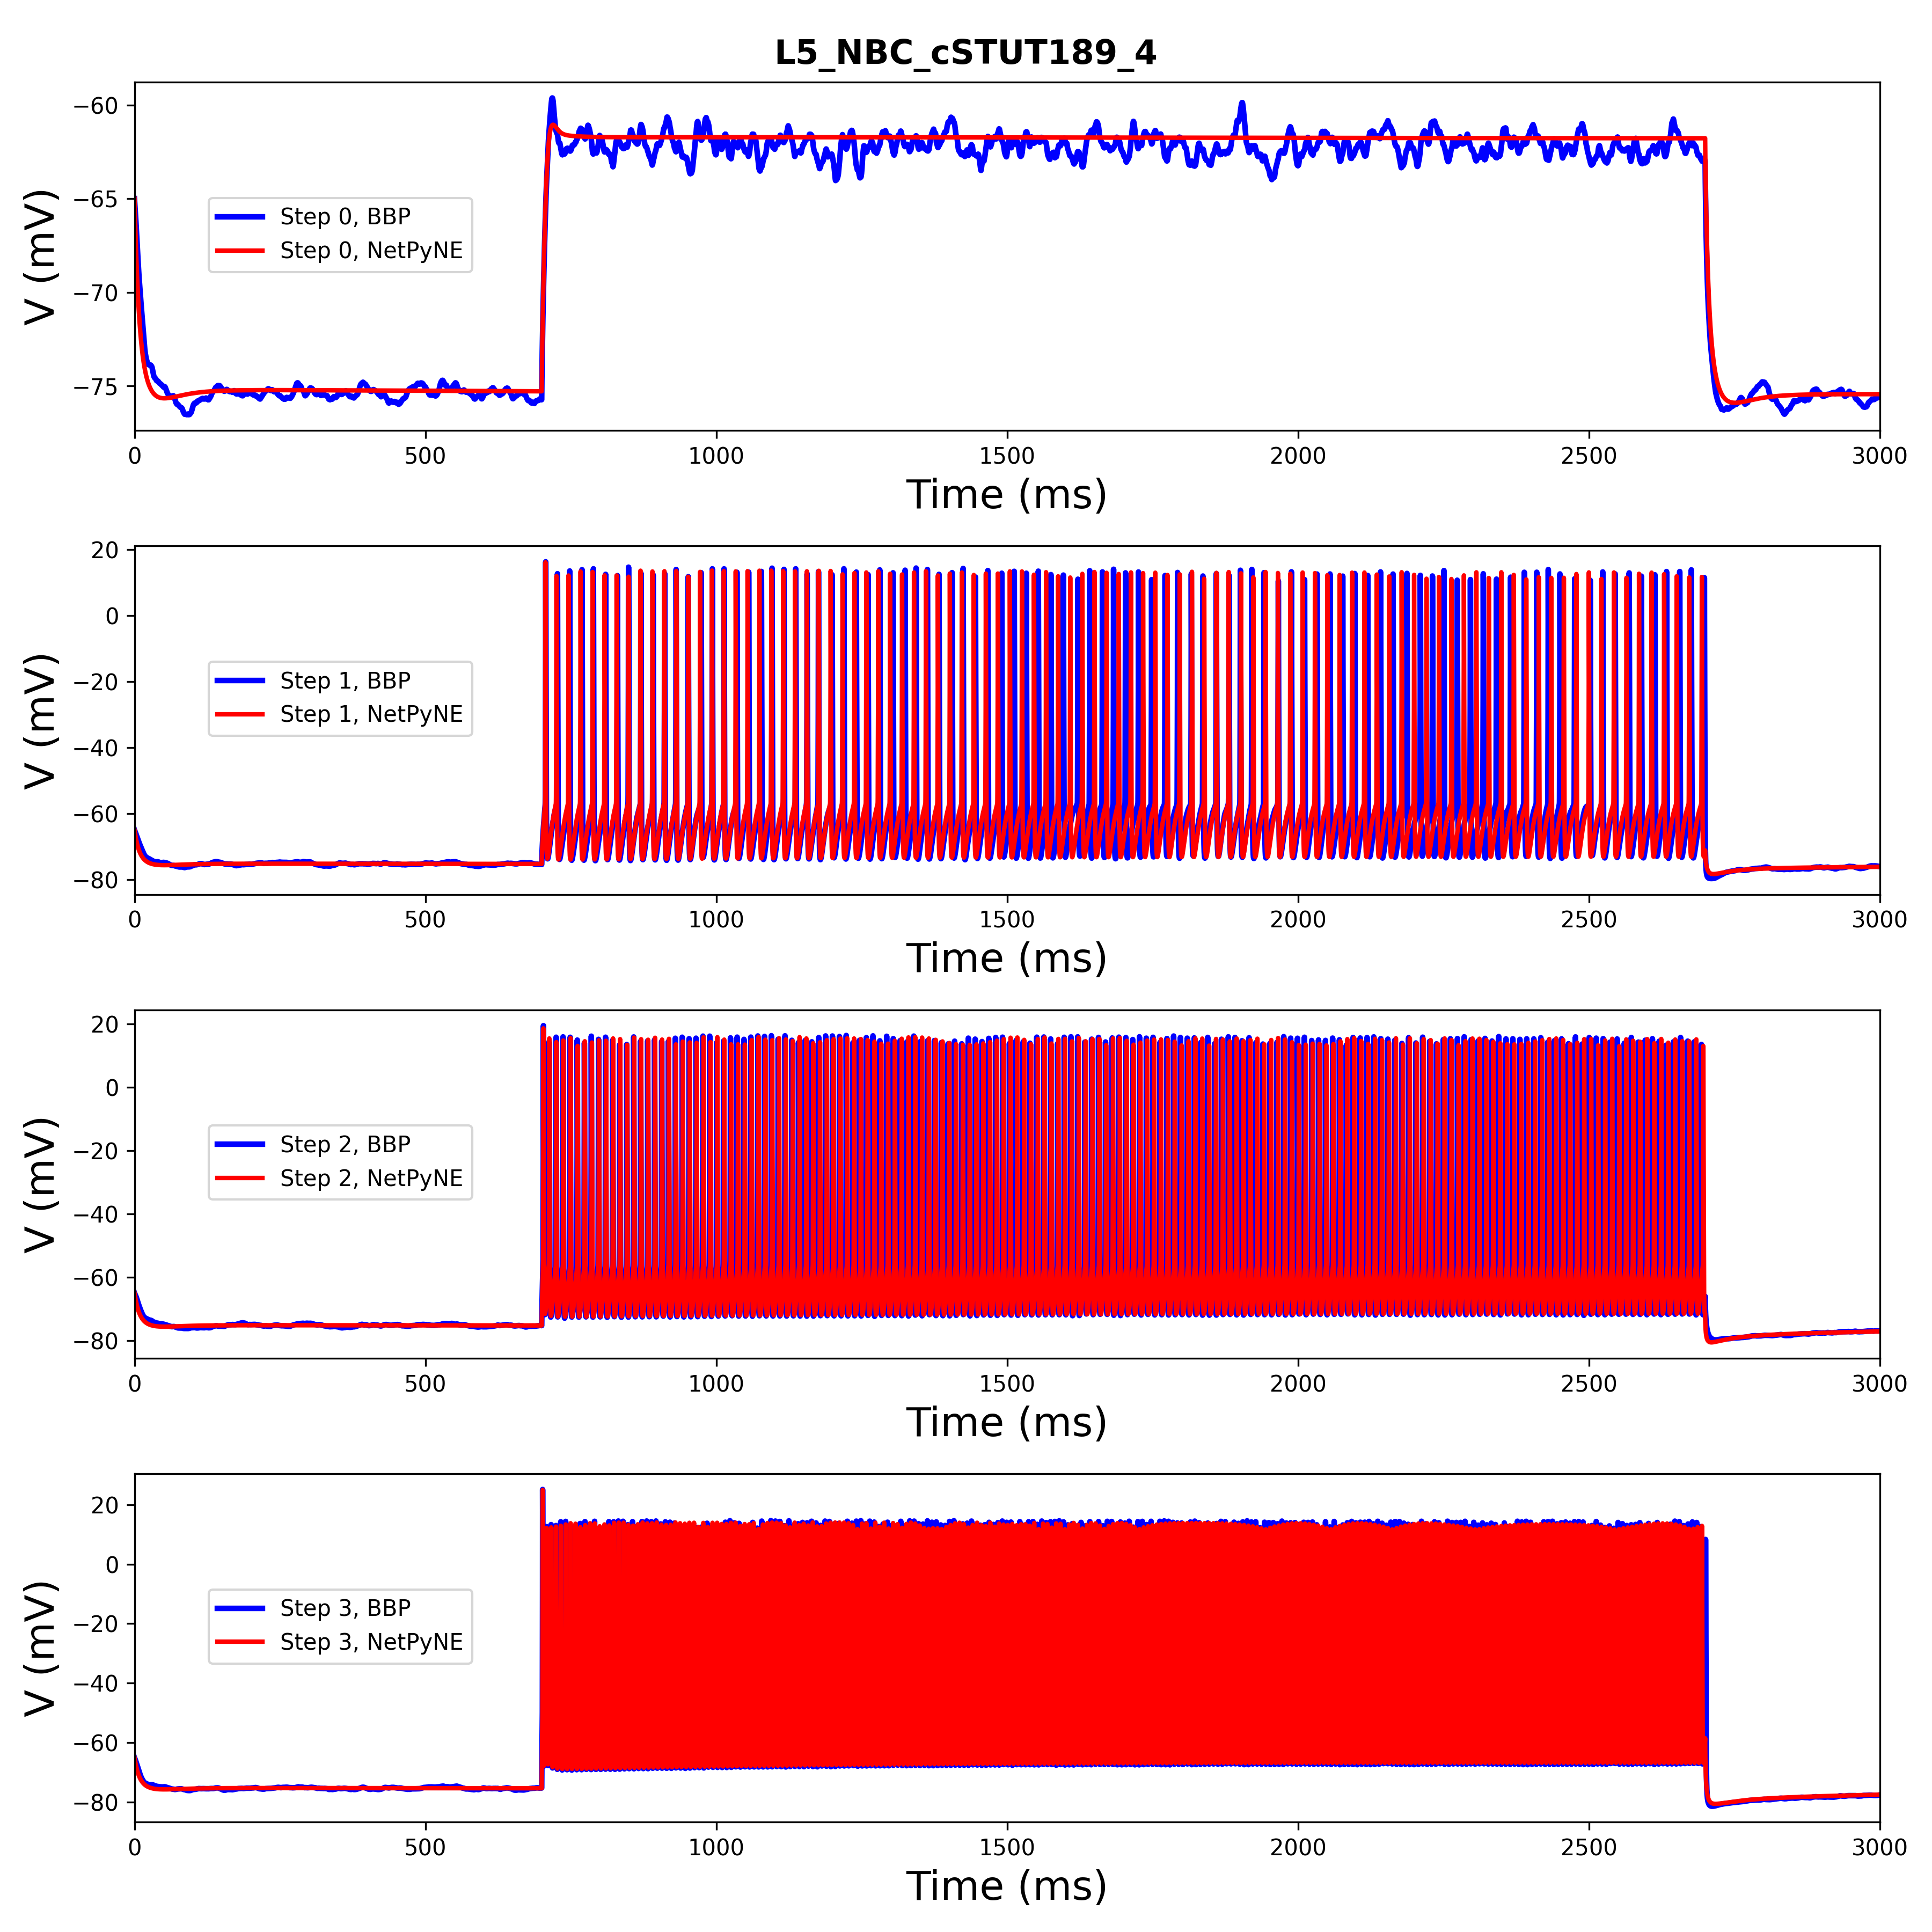 L5_NBC_cSTUT189_4
−60
−65
−70
−75
V (mV)
Step 0, BBP
Step 0, NetPyNE
0 500 1000 1500 2000 2500 3000
Time (ms)
20
0
−20
−40
−60
−80
V (mV)
Step 1, BBP
Step 1, NetPyNE
0 500 1000 1500 2000 2500 3000
Time (ms)
20
0
−20
−40
−60
−80
V (mV)
Step 2, BBP
Step 2, NetPyNE
0 500 1000 1500 2000 2500 3000
Time (ms)
20
0
−20
−40
−60
−80
V (mV)
Step 3, BBP
Step 3, NetPyNE
0 500 1000 1500 2000 2500 3000
Time (ms)